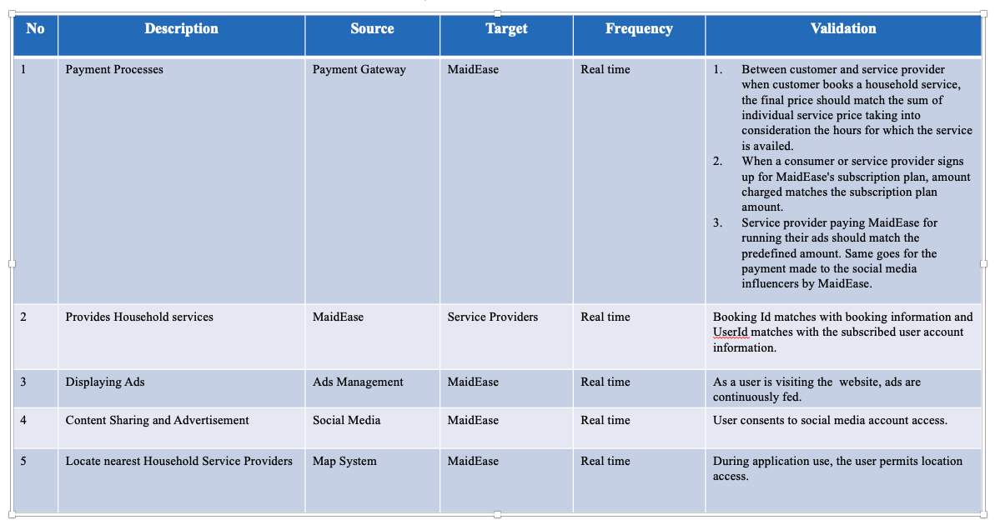 No Description Source Target Frequency Validation
1 Payment Processes Payment Gateway MaidEase Real time 1. Between customer and service provider
when customer books a household service,
the final price should match the sum of
individual service price taking into
consideration the hours for which the service
is availed.
2. When a consumer or service provider signs
up for MaidEase's subscription plan, amount
charged matches the subscription plan
amount.
3. Service provider paying MaidEase for
running their ads should match the
predefined amount. Same goes for the
payment made to the social media
influencers by MaidEase.
2 Provides Household services MaidEase Service Providers Real time Booking Id matches with booking information and
UserId matches with the subscribed user account
information.
3 Displaying Ads Ads Management MaidEase Real time As a user is visiting the website, ads are
continuously fed.
4 Content Sharing and Advertisement Social Media MaidEase Real time User consents to social media account access.
5 Locate nearest Household Service Providers Map System MaidEase Real time During application use, the user permits location
access.